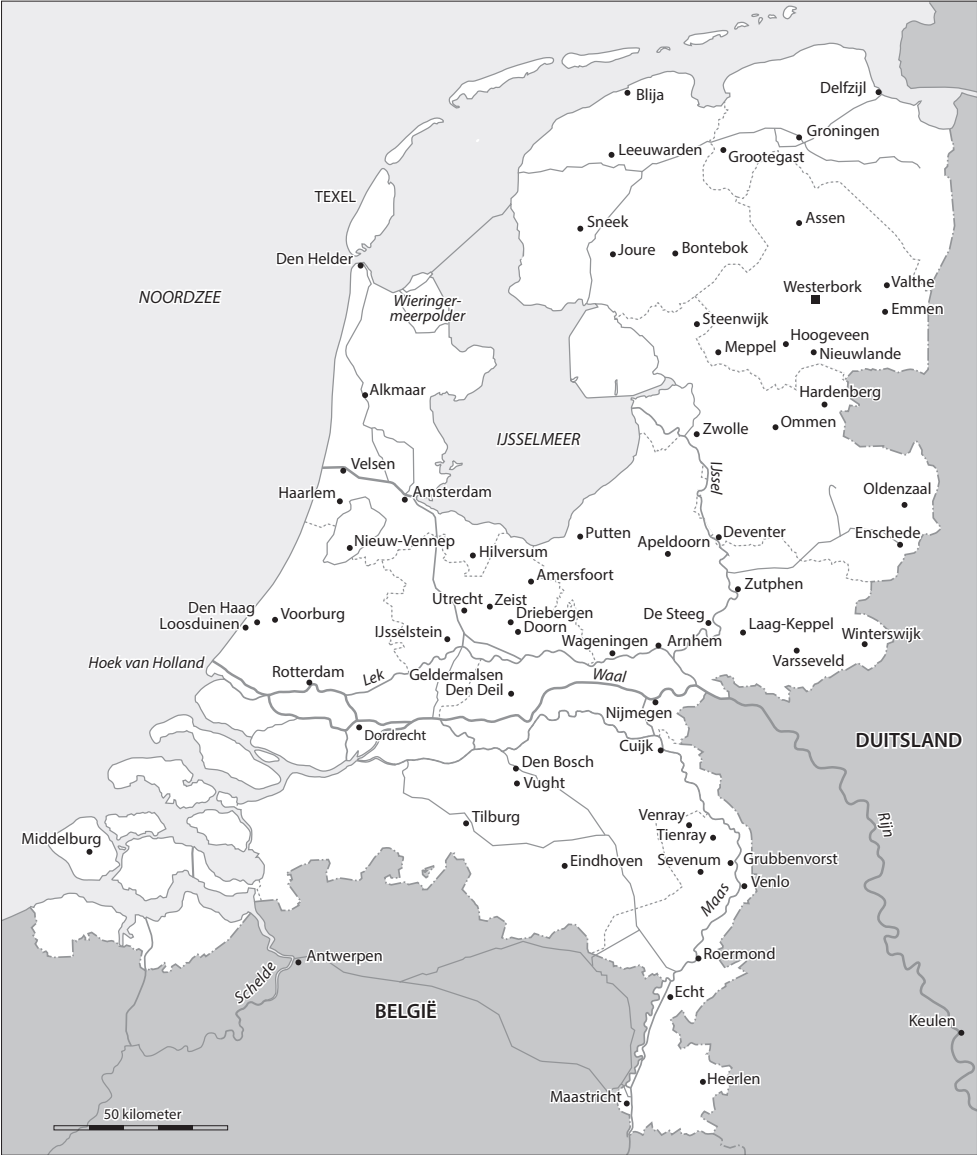 Blija
Delfzijl
Groningen
Leeuwarden
Grootegast
TEXEL
Sneek
Assen
Joure
Bontebok
Den Helder
NOORDZEE
Wieringer-
meerpolder
Westerbork
Valthe
Emmen
Steenwijk
Hoogeveen
Meppel
Nieuwlande
Alkmaar
Hardenberg
Ommen
Zwolle
IJSSELMEER
Velsen
IJssel
Haarlem
Amsterdam
Oldenzaal
Nieuw-Vennep
Hilversum
Putten
Apeldoorn
Deventer
Enschede
Amersfoort
Zutphen
Den Haag
Loosduinen
Voorburg
Utrecht
Zeist
Driebergen
Doorn
De Steeg
Laag-Keppel
IJsselstein
Wageningen
Arnhem
Winterswijk
Varsseveld
Hoek van Holland
Rotterdam
Lek
Geldermalsen
Den Deil
Waal
Nijmegen
Dordrecht
Cuijk
DUITSLAND
Den Bosch
Vught
Tilburg
Venray
Tienray
Rijn
Middelburg
Eindhoven
Sevenum
Grubbenvorst
Venlo
Maas
Antwerpen
Roermond
Schelde
Echt
BELGIË
Keulen
Heerlen
Maastricht
50 kilometer